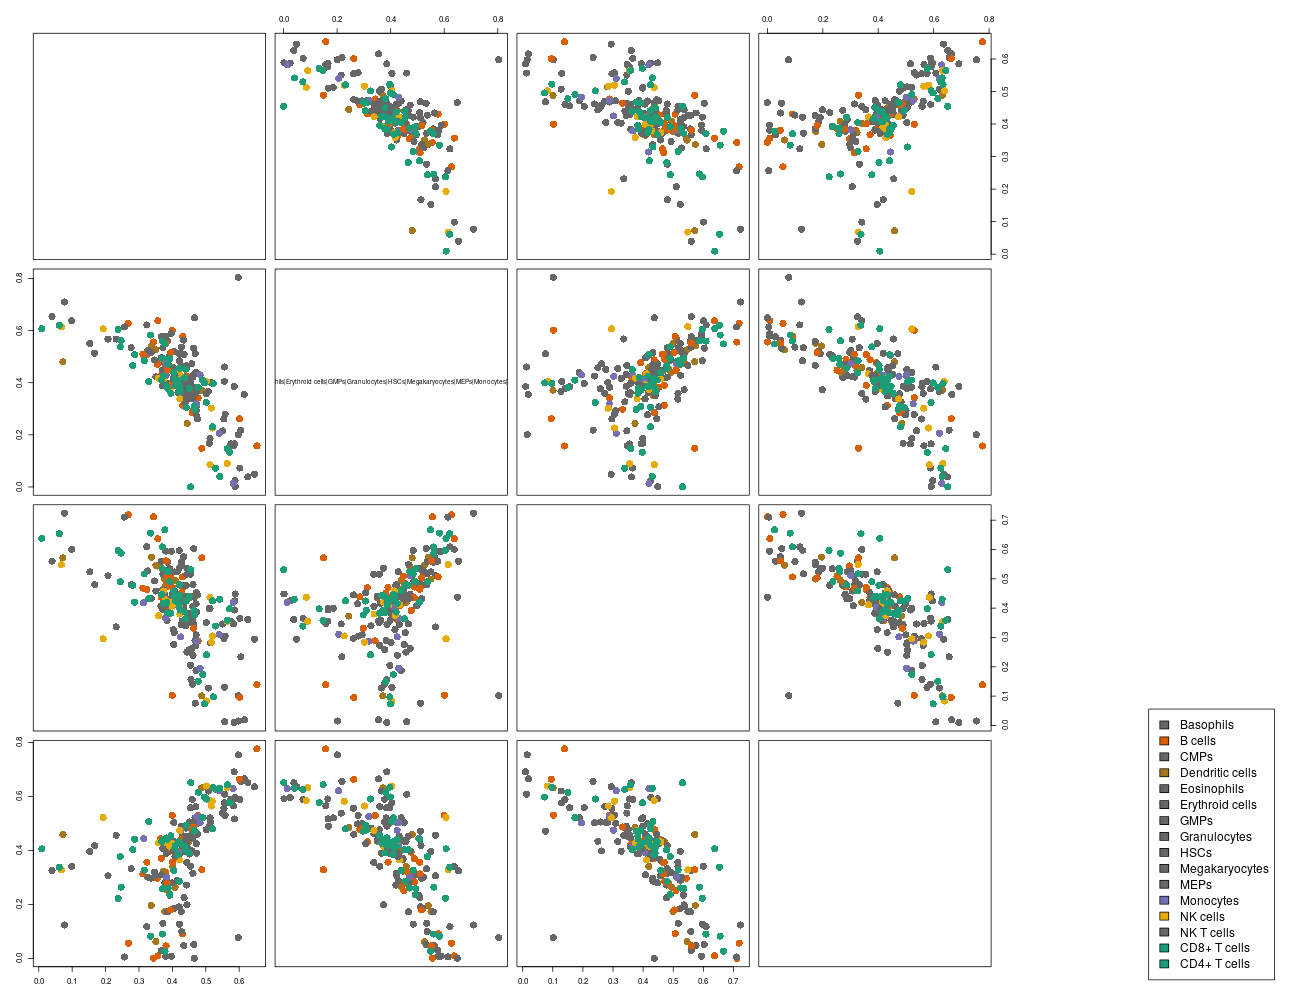 0.0 0.2 0.4 0.6 0.8
0.0 0.2 0.4 0.6 0.8
0.0 0.1 0.2 0.3 0.4 0.5 0.6
0.0 0.2 0.4 0.6 0.8
hils|Erythroid cells|GMPs|Granulocytes|HSCs|Megakaryocytes|MEPs|Monocytes|
0.0 0.1 0.2 0.3 0.4 0.5 0.6 0.7
0.0 0.2 0.4 0.6 0.8
0.0 0.1 0.2 0.3 0.4 0.5 0.6
0.0 0.1 0.2 0.3 0.4 0.5 0.6 0.7
Basophils
B cells
CMPs
Dendritic cells
Eosinophils
Erythroid cells
GMPs
Granulocytes
HSCs
Megakaryocytes
MEPs
Monocytes
NK cells
NK T cells
CD8+ T cells
CD4+ T cells